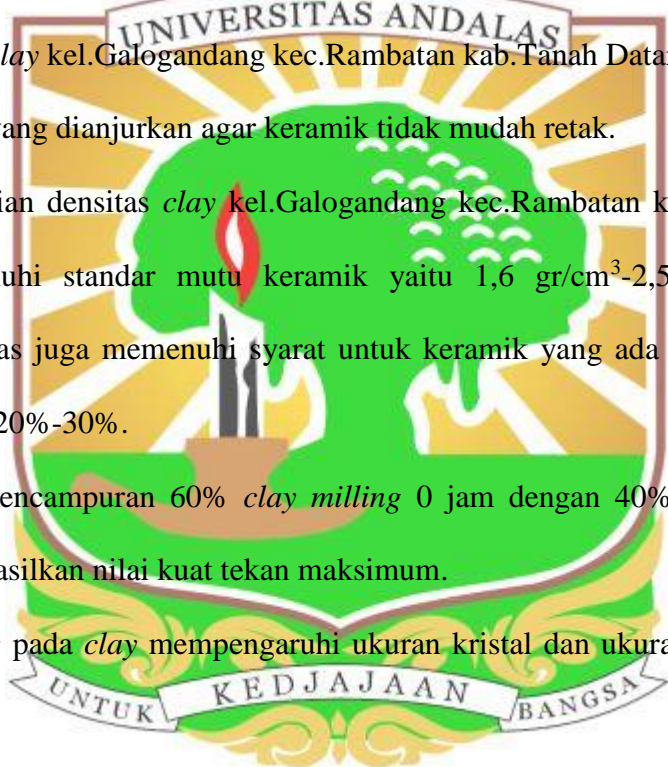 UNIVERSITAS ANDALAS
lay kel.Galogandang kec.Rambatan kab.Tanah Datar
yang dianjurkan agar keramik tidak mudah retak.
ian densitas clay kel.Galogandang kec.Rambatan k
uhi standar mutu keramik yaitu 1,6 gr/cm³-2,5
as juga memenuhi syarat untuk keramik yang ada
20%-30%.
encampuran 60% clay milling 0 jam dengan 40%
asilkan nilai kuat tekan maksimum.
pada clay mempengaruhi ukuran kristal dan ukura
UNTUK KEDJAJAAN BANGSA